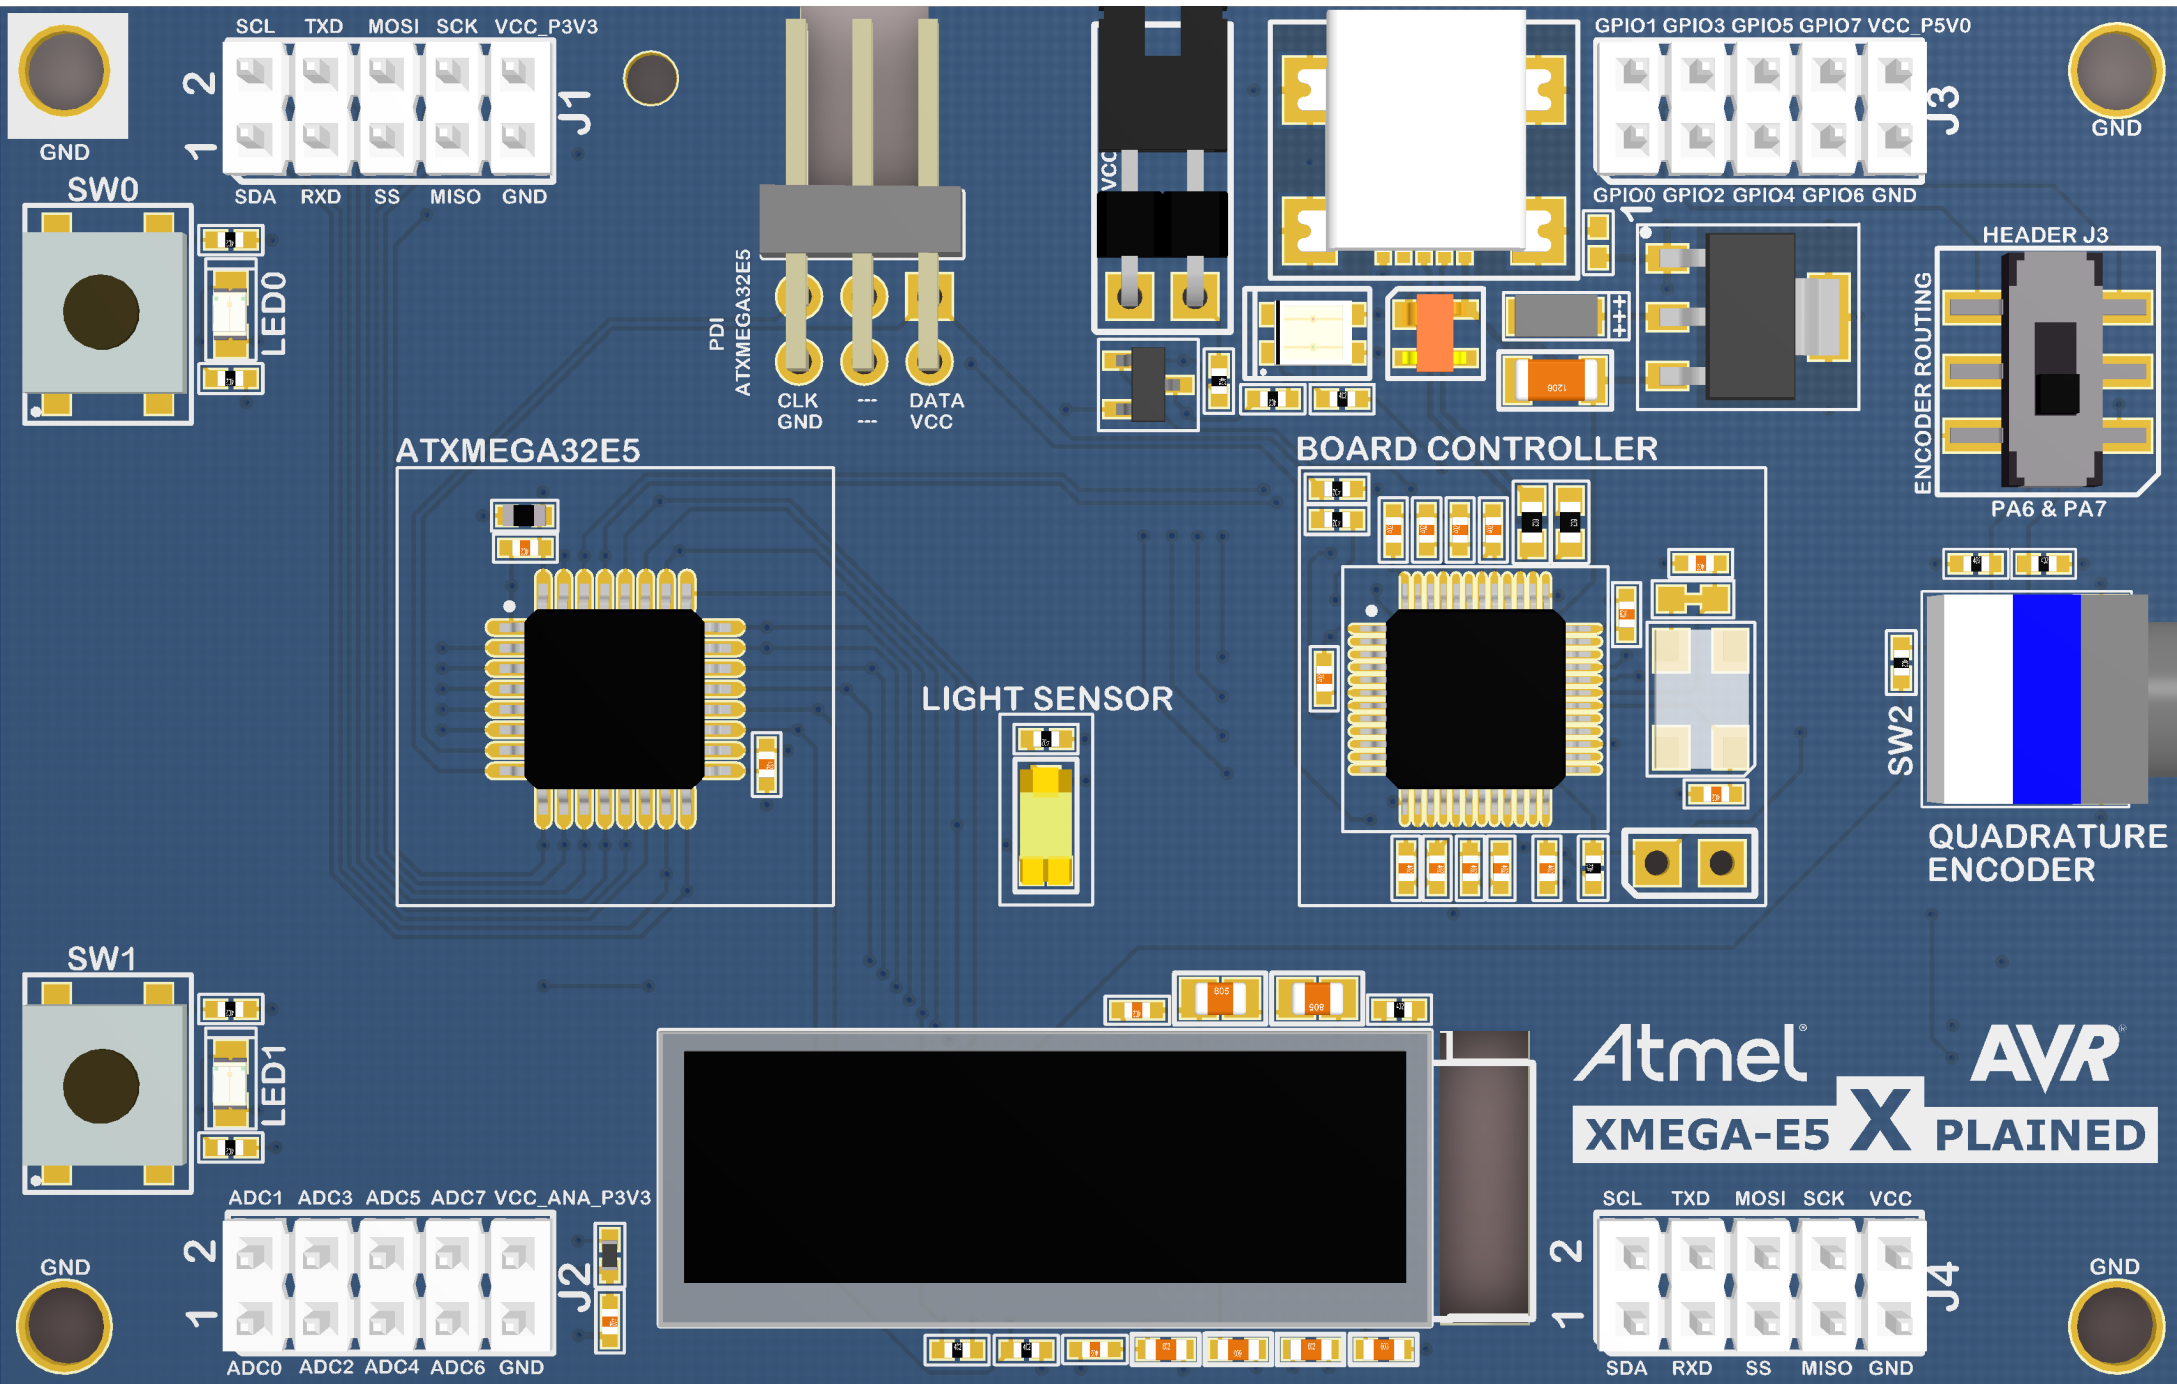 SCL TXD MOSI SCK VCC_P3V3
2
1
J1
SDA RXD SS MISO GND
GND
SW0
LED0
PDI
ATXMEGA32E5
CLK --- DATA
GND --- VCC
VCC
GPIO1 GPIO3 GPIO5 GPIO7 VCC_P5V0
J3
GPIO0 GPIO2 GPIO4 GPIO6 GND
1
GND
+++
1206
HEADER J3
ENCODER ROUTING
PA6 & PA7
ATXMEGA32E5
BOARD CONTROLLER
LIGHT SENSOR
SW2
QUADRATURE
ENCODER
SW1
LED1
805
805
Atmel®
AVR®
XMEGA-E5 X PLAINED
ADC1 ADC3 ADC5 ADC7 VCC_ANA_P3V3
2
1
J2
ADC0 ADC2 ADC4 ADC6 GND
GND
SCL TXD MOSI SCK VCC
2
1
J4
SDA RXD SS MISO GND
GND